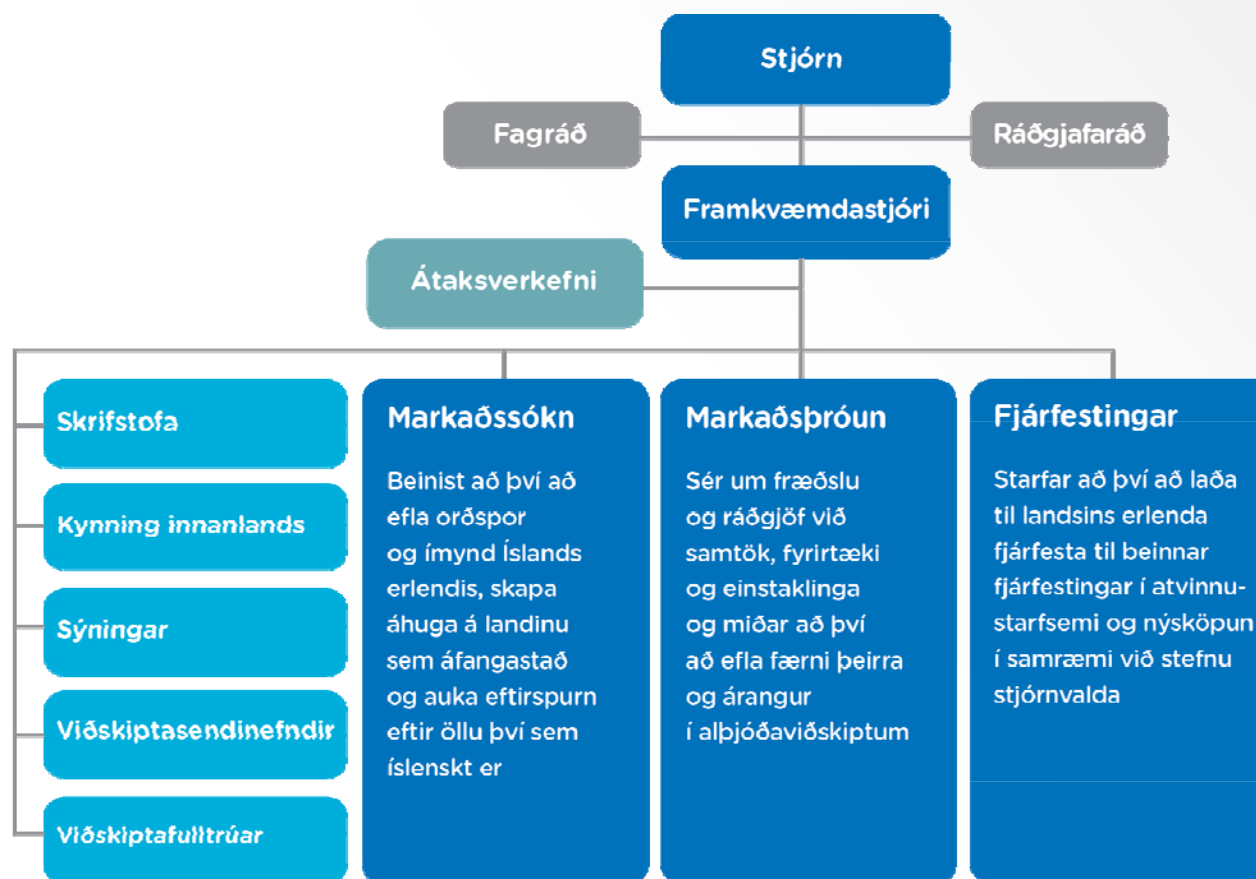 Stjórn
Fagráð
Ráðgjafaráð
Framkvæmdastjóri
Átaksverkefni
Skrifstofa
Kynning innanlands
Sýningar
Viðskiptasendinefndir
Viðskiptafulltrúar
Markaðssókn
Beinist að því að
efla orðspor
og ímynd Íslands
erlendis, skapa
áhuga á landinu
sem áfangastað
og auka eftirspurn
eftir öllu því sem
íslenskt er
Markaðsþróun
Sér um fræðslu
og ráðgjöf við
samtök, fyrirtæki
og einstaklinga
og miðar að því
að efla færni þeirra
og árangur
í alþjóðaviðskiptum
Fjárfestingar
Starfar að því að laða
til landsins erlenda
fjárfesta til beinnar
fjárfestingar í atvinnu-
starfsemi og nýsköpun
í samræmi við stefnu
stjórnvalda